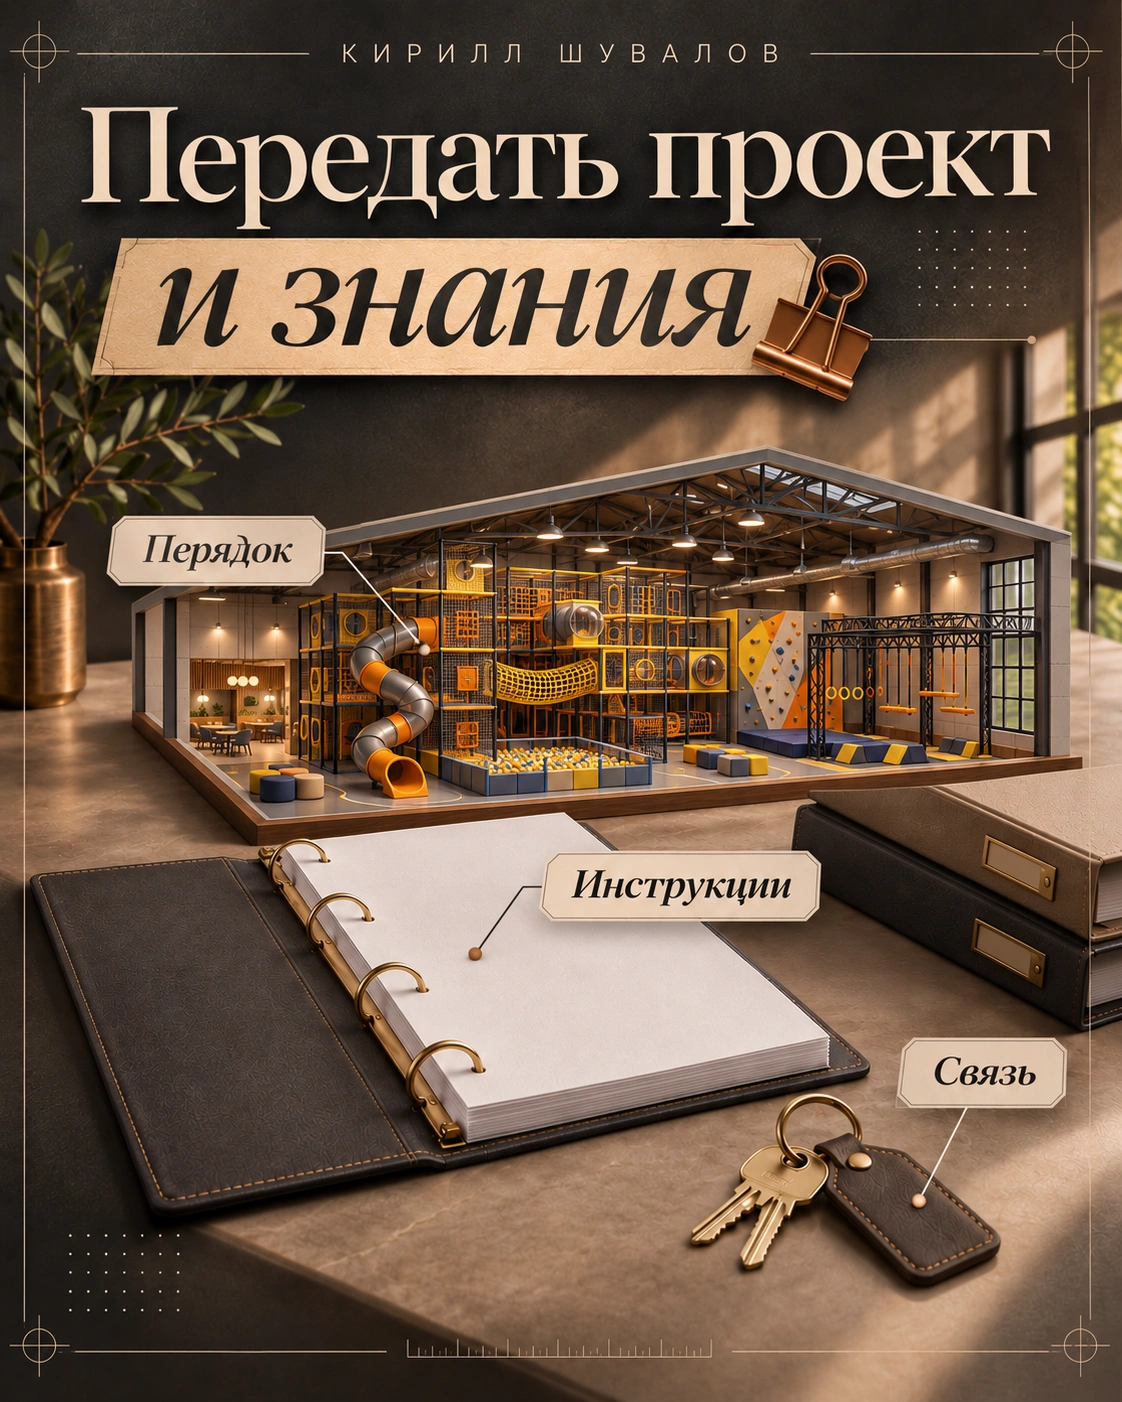 КИРИЛЛ ШУВАЛОВ
Передать проект
и знания
Перядок
Инструкции
Связь